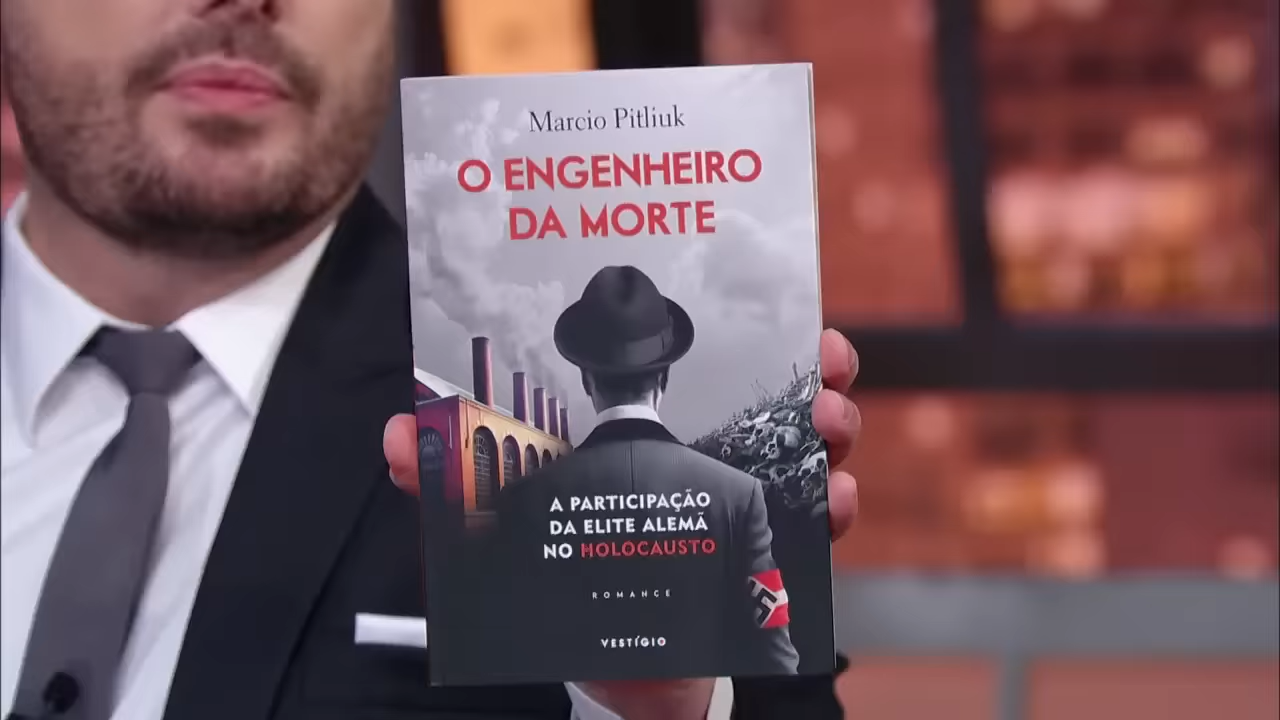 Marcio Pitliuk
O ENGENHEIRO
DA MORTE
A PARTICIPAÇÃO
DA ELITE ALEMÃ
NO HOLOCAUSTO
ROMANCE
VESTÍGIO